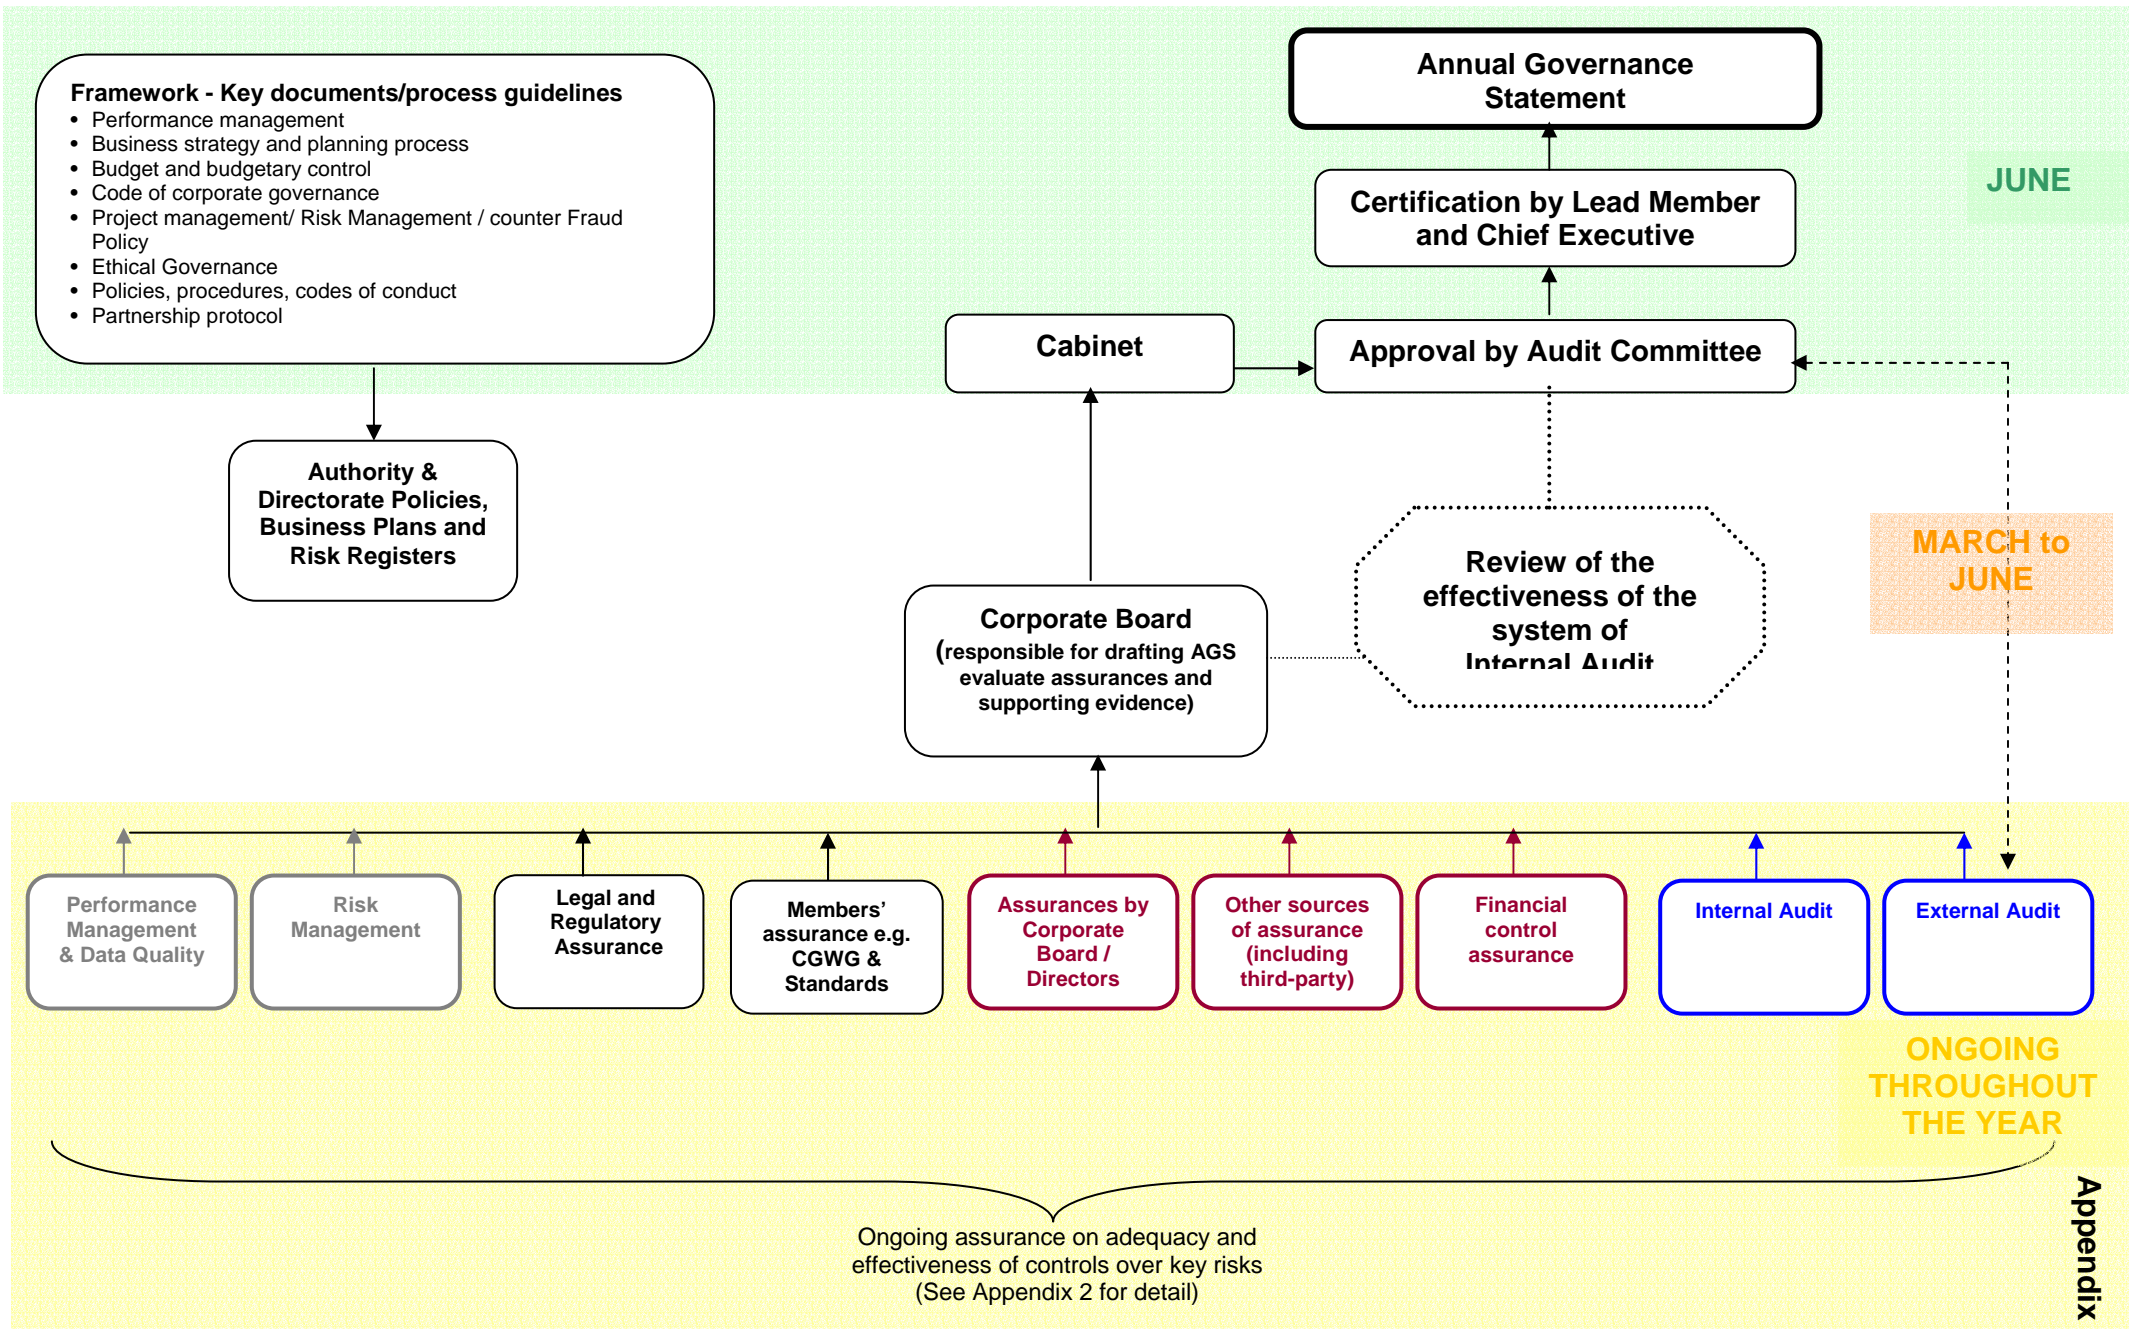 Framework - Key documents/process guidelines
• Performance management
• Business strategy and planning process
• Budget and budgetary control
• Code of corporate governance
• Project management/ Risk Management / counter Fraud
Policy
• Ethical Governance
• Policies, procedures, codes of conduct
• Partnership protocol
Annual Governance
Statement
Certification by Lead Member
and Chief Executive
JUNE
Cabinet
Approval by Audit Committee
Authority &
Directorate Policies,
Business Plans and
Risk Registers
Corporate Board
(responsible for drafting AGS
evaluate assurances and
supporting evidence)
Review of the
effectiveness of the
system of
Internal Audit
MARCH to
JUNE
Performance
Management
& Data Quality
Risk
Management
Legal and
Regulatory
Assurance
Members’
assurance e.g.
CGWG &
Standards
Assurances by
Corporate
Board /
Directors
Other sources
of assurance
(including
third-party)
Financial
control
assurance
Internal Audit
External Audit
ONGOING
THROUGHOUT
THE YEAR
Ongoing assurance on adequacy and
effectiveness of controls over key risks
(See Appendix 2 for detail)
Appendix